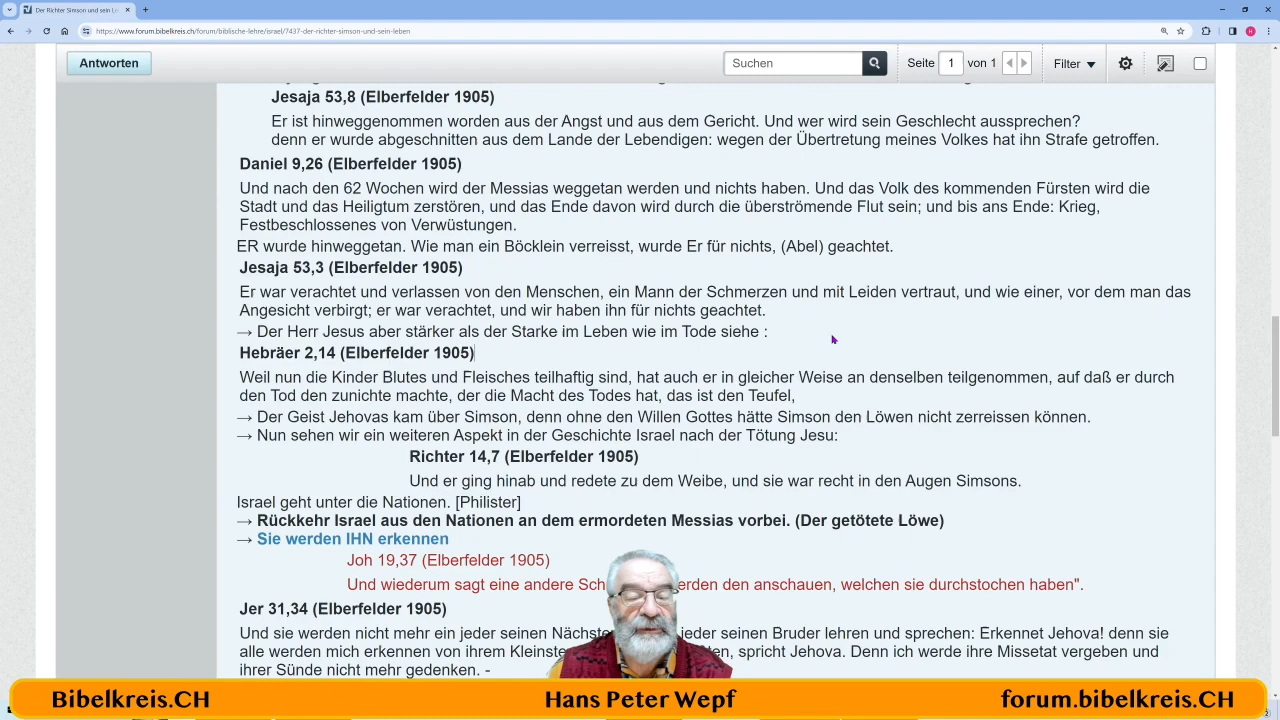 Der Richter Simson und sein Le
https://www.forum.bibelkreis.ch/forum/biblische-lehre/israel/7437-der-richter-simson-und-sein-leben
Antworten
Suchen
Seite 1 von 1
Filter
Jesaja 53,8 (Elberfelder 1905)
Er ist hinweggenommen worden aus der Angst und aus dem Gericht. Und wer wird sein Geschlecht aussprechen?
denn er wurde abgeschnitten aus dem Lande der Lebendigen: wegen der Übertretung meines Volkes hat ihn Strafe getroffen.
Daniel 9,26 (Elberfelder 1905)
Und nach den 62 Wochen wird der Messias weggetan werden und nichts haben. Und das Volk des kommenden Fürsten wird die
Stadt und das Heiligtum zerstören, und das Ende davon wird durch die überströmende Flut sein; und bis ans Ende: Krieg,
Festbeschlossenes von Verwüstungen.
ER wurde hinweggetan. Wie man ein Böcklein verreisst, wurde Er für nichts, (Abel) geachtet.
Jesaja 53,3 (Elberfelder 1905)
Er war verachtet und verlassen von den Menschen, ein Mann der Schmerzen und mit Leiden vertraut, und wie einer, vor dem man das
Angesicht verbirgt; er war verachtet, und wir haben ihn für nichts geachtet.
→ Der Herr Jesus aber stärker als der Starke im Leben wie im Tode siehe :
Hebräer 2,14 (Elberfelder 1905)
Weil nun die Kinder Blutes und Fleisches teilhaftig sind, hat auch er in gleicher Weise an denselben teilgenommen, auf daß er durch
den Tod den zunichte machte, der die Macht des Todes hat, das ist den Teufel,
→ Der Geist Jehovas kam über Simson, denn ohne den Willen Gottes hätte Simson den Löwen nicht zerreissen können.
→ Nun sehen wir ein weiteren Aspekt in der Geschichte Israel nach der Tötung Jesu:
Richter 14,7 (Elberfelder 1905)
Und er ging hinab und redete zu dem Weibe, und sie war recht in den Augen Simsons.
Israel geht unter die Nationen. [Philister]
→ Rückkehr Israel aus den Nationen an dem ermordeten Messias vorbei. (Der getötete Löwe)
→ Sie werden IHN erkennen
Joh 19,37 (Elberfelder 1905)
Und wiederum sagt eine andere Sch erden den anschauen, welchen sie durchstochen haben".
Jer 31,34 (Elberfelder 1905)
Und sie werden nicht mehr ein jeder seinen Nächste jeder seinen Bruder lehren und sprechen: Erkennet Jehova! denn sie
alle werden mich erkennen von ihrem Kleinste ten, spricht Jehova. Denn ich werde ihre Missetat vergeben und
ihrer Sünde nicht mehr gedenken. -
Bibelkreis.CH
Hans Peter Wepf
forum.bibelkreis.CH